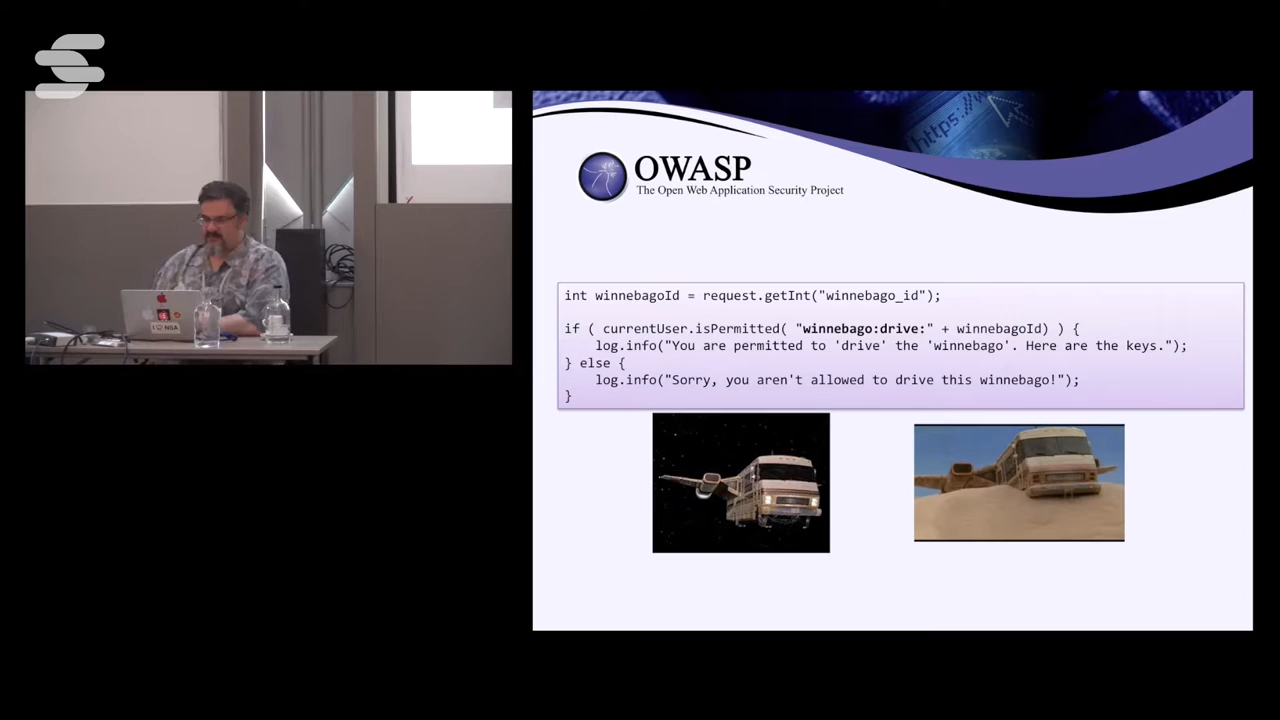 OWASP
The Open Web Application Security Project
https://w
int winnebagoId = request.getInt("winnebago_id");
if ( currentUser.isPermitted( "winnebago:drive:" + winnebagoId) ) {
log.info("You are permitted to 'drive' the 'winnebago'. Here are the keys.");
} else {
log.info("Sorry, you aren't allowed to drive this winnebago!");
}
I NSA